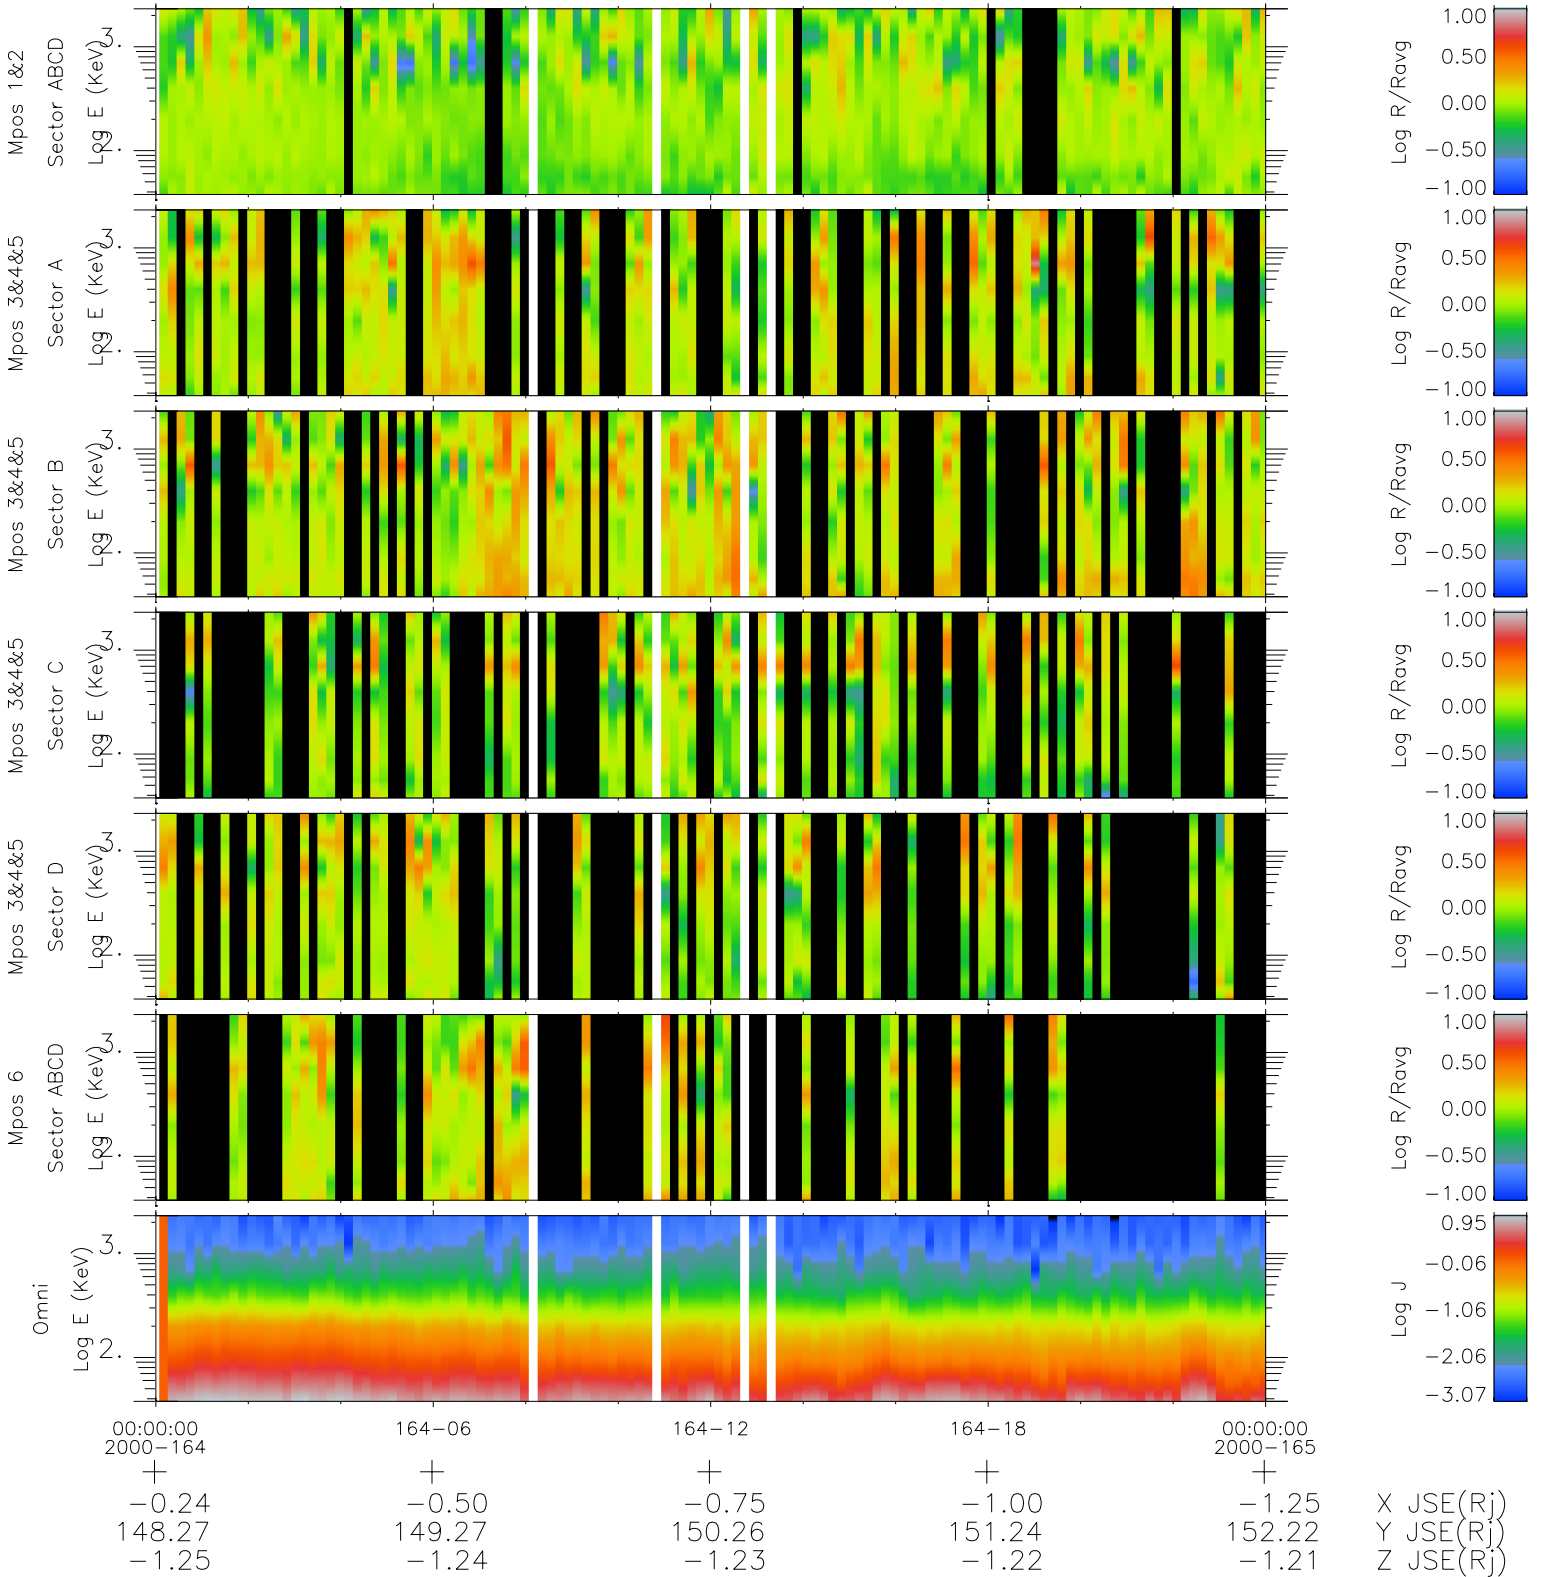 Mpos 1&2
Sector ABCD
Log E (KeV)
3.
2.
Log R/Ravg
1.00
0.50
0.00
−0.50
−1.00
Mpos 3&4&5
Sector A
Log E (KeV)
3.
2.
Log R/Ravg
1.00
0.50
0.00
−0.50
−1.00
Mpos 3&4&5
Sector B
Log E (KeV)
3.
2.
Log R/Ravg
1.00
0.50
0.00
−0.50
−1.00
Mpos 3&4&5
Sector C
Log E (KeV)
3.
2.
Log R/Ravg
1.00
0.50
0.00
−0.50
−1.00
Mpos 3&4&5
Sector D
Log E (KeV)
3.
2.
Log R/Ravg
1.00
0.50
0.00
−0.50
−1.00
Mpos 6
Sector ABCD
Log E (KeV)
3.
2.
Log R/Ravg
1.00
0.50
0.00
−0.50
−1.00
Omni
Log E (KeV)
3.
2.
Log J
0.95
−0.06
−1.06
−2.06
−3.07
00:00:00 164−06 164−12 164−18 00:00:00
2000−164 2000−165
−0.24 −0.50 −0.75 −1.00 −1.25 X JSE(Rj)
148.27 149.27 150.26 151.24 152.22 Y JSE(Rj)
−1.25 −1.24 −1.23 −1.22 −1.21 Z JSE(Rj)